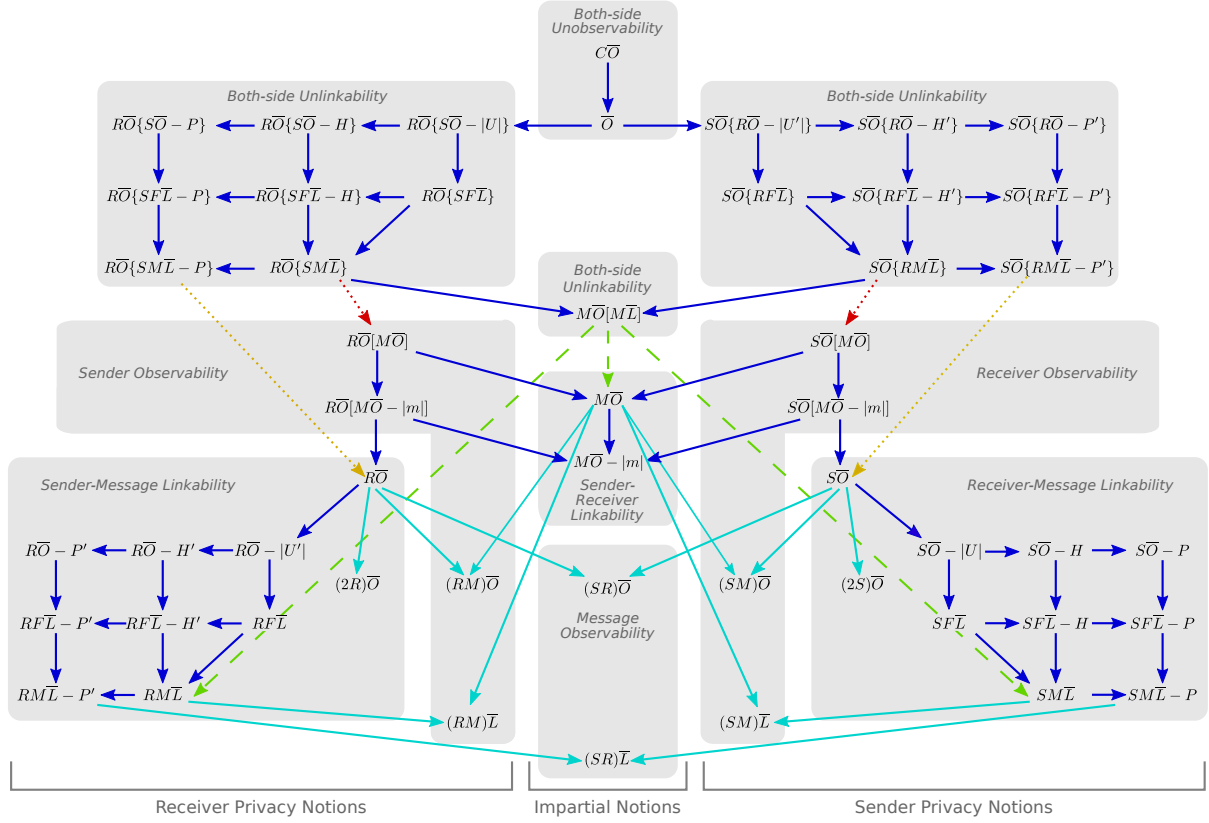 Both-side
Unobservability
$C\overline{O}$
Both-side Unlinkability
Both-side Unlinkability
$R\overline{O}\{S\overline{O}-P\}$ $R\overline{O}\{S\overline{O}-H\}$ $R\overline{O}\{S\overline{O}-|U|\}$ $\overline{O}$ $S\overline{O}\{R\overline{O}-|U'|\}$ $S\overline{O}\{R\overline{O}-H'\}$ $S\overline{O}\{R\overline{O}-P'\}$
$R\overline{O}\{SF\overline{L}-P\}$ $R\overline{O}\{SF\overline{L}-H\}$ $R\overline{O}\{SF\overline{L}\}$ $S\overline{O}\{RF\overline{L}\}$ $S\overline{O}\{RF\overline{L}-H'\}$ $S\overline{O}\{RF\overline{L}-P'\}$
$R\overline{O}\{SM\overline{L}-P\}$ $R\overline{O}\{SM\overline{L}\}$ $S\overline{O}\{RM\overline{L}\}$ $S\overline{O}\{RM\overline{L}-P'\}$
Both-side
Unlinkability
$M\overline{O}[M\overline{L}]$
$R\overline{O}[M\overline{O}]$ $S\overline{O}[M\overline{O}]$
Sender Observability
Receiver Observability
$M\overline{O}$
$R\overline{O}[M\overline{O}-|m|]$ $S\overline{O}[M\overline{O}-|m|]$
$M\overline{O}-|m|$
$R\overline{O}$ $S\overline{O}$
Sender-Message Linkability
Sender-
Receiver
Linkability
Receiver-Message Linkability
$R\overline{O}-P'$ $R\overline{O}-H'$ $R\overline{O}-|U'|$ $S\overline{O}-|U|$ $S\overline{O}-H$ $S\overline{O}-P$
$(2R)\overline{O}$ $(RM)\overline{O}$ $(SR)\overline{O}$ $(SM)\overline{O}$ $(2S)\overline{O}$
Message
Observability
$RF\overline{L}-P'$ $RF\overline{L}-H'$ $RF\overline{L}$ $SF\overline{L}$ $SF\overline{L}-H$ $SF\overline{L}-P$
$RM\overline{L}-P'$ $RM\overline{L}$ $SM\overline{L}$ $SM\overline{L}-P$
$(RM)\overline{L}$ $(SM)\overline{L}$
$(SR)\overline{L}$
Receiver Privacy Notions
Impartial Notions
Sender Privacy Notions